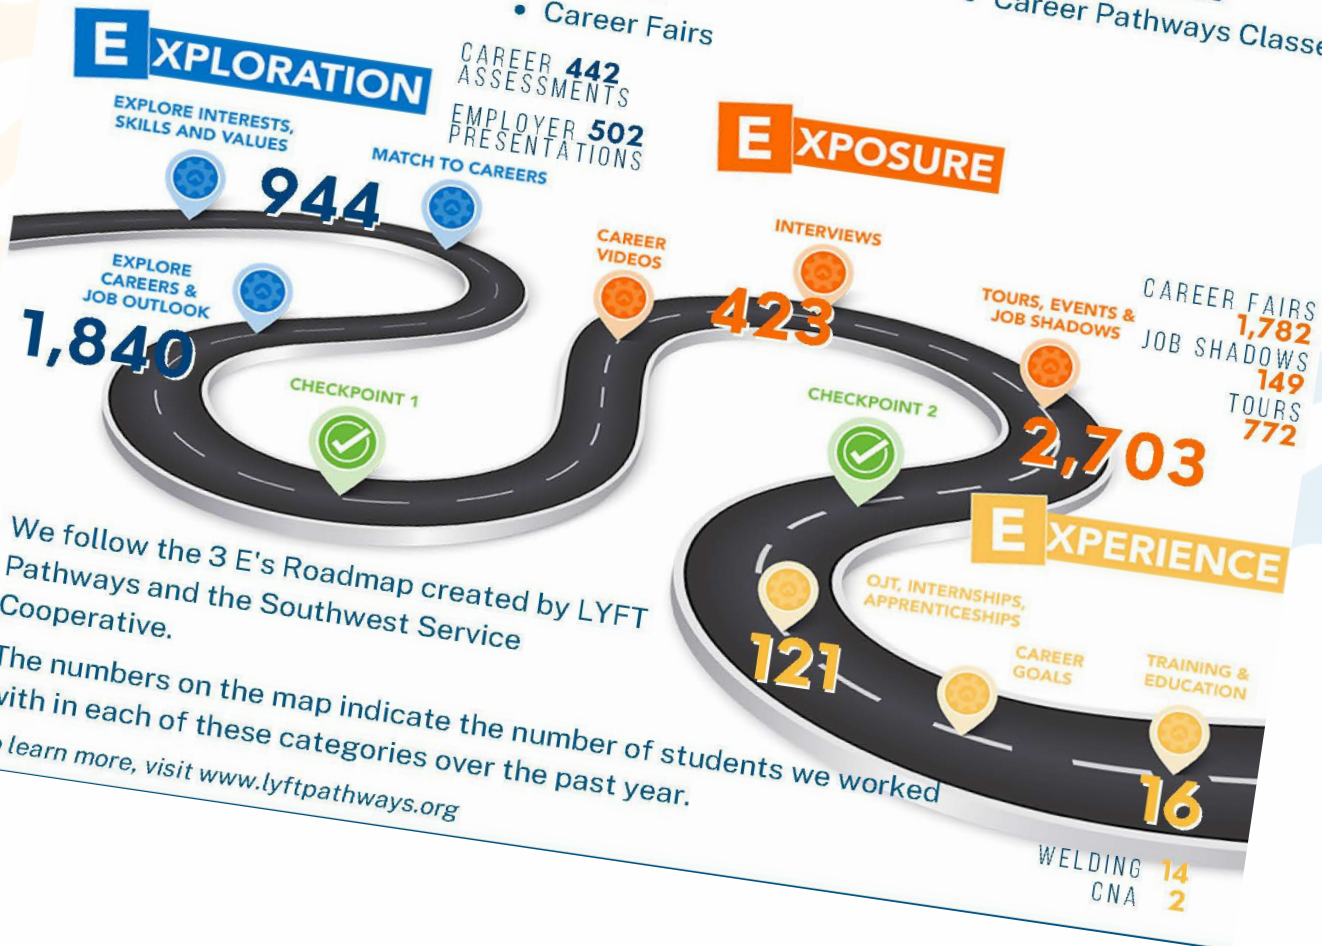 • Career Fairs
Career Pathways Classe
EXPLORATION
CAREER 442
ASSESSMENTS
EMPLOYER 502
PRESENTATIONS
EXPLORE INTERESTS,
SKILLS AND VALUES
944
MATCH TO CAREERS
EXPLORE
CAREERS &
JOB OUTLOOK
1,840
CHECKPOINT 1
EXPOSURE
CAREER
VIDEOS
INTERVIEWS
423
TOURS, EVENTS &
JOB SHADOWS
CAREER FAIRS
1,782
JOB SHADOWS
149
TOURS
772
2,703
CHECKPOINT 2
EXPERIENCE
OJT, INTERNSHIPS,
APPRENTICESHIPS
121
CAREER
GOALS
TRAINING &
EDUCATION
16
WELDING 14
CNA 2
We follow the 3 E's Roadmap created by LYFT
Pathways and the Southwest Service
Cooperative.
The numbers on the map indicate the number of students we worked
with in each of these categories over the past year.
learn more, visit www.lyftpathways.org